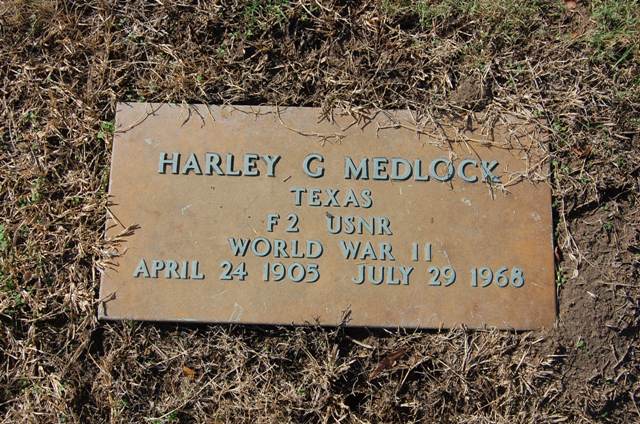 HARLEY G MEDLOCK
TEXAS
F2 USNR
WORLD WAR II
APRIL 24 1905 JULY 29 1968